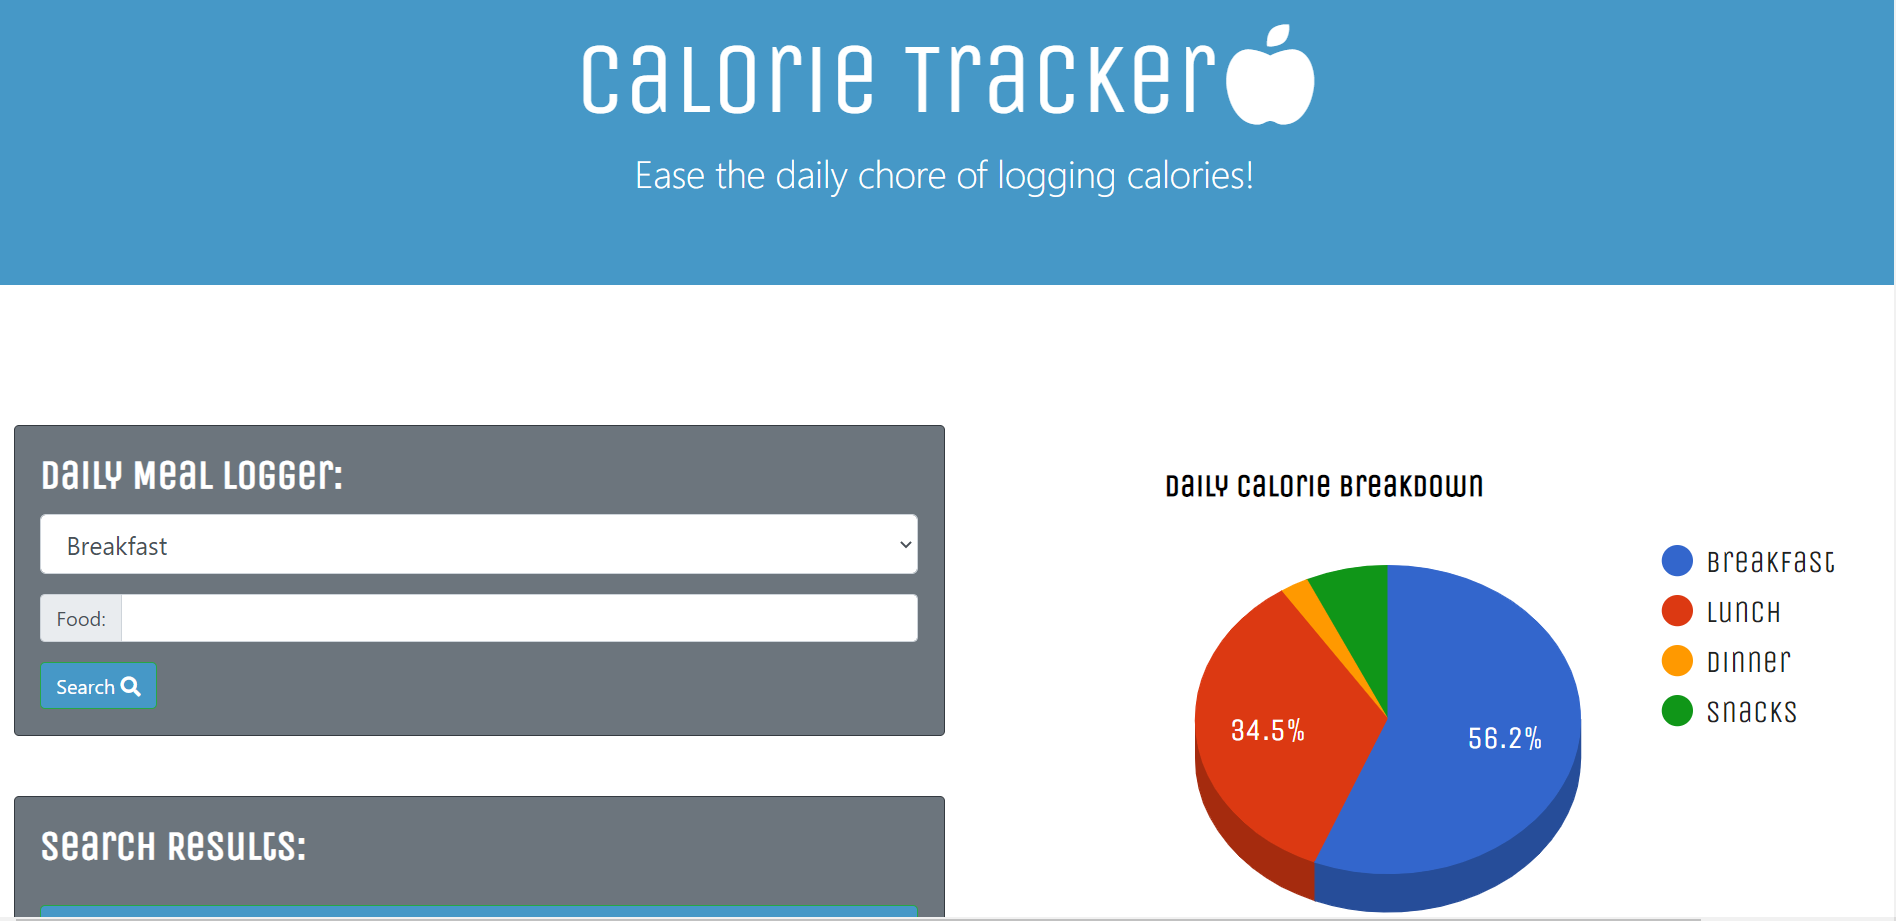 Calorie Tracker
Ease the daily chore of logging calories!
Daily Meal Logger:
Breakfast
Food:
Search
Search Results:
Daily Calorie Breakdown
Breakfast
Lunch
Dinner
Snacks
34.5%
56.2%